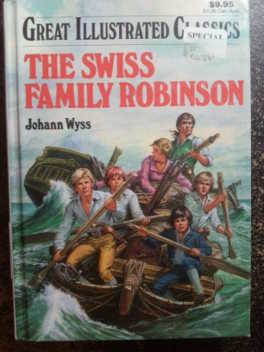 $9.95
GREAT ILLUSTRATED CLASSICS
SPECIAL
THE SWISS
FAMILY ROBINSON
Johann Wyss